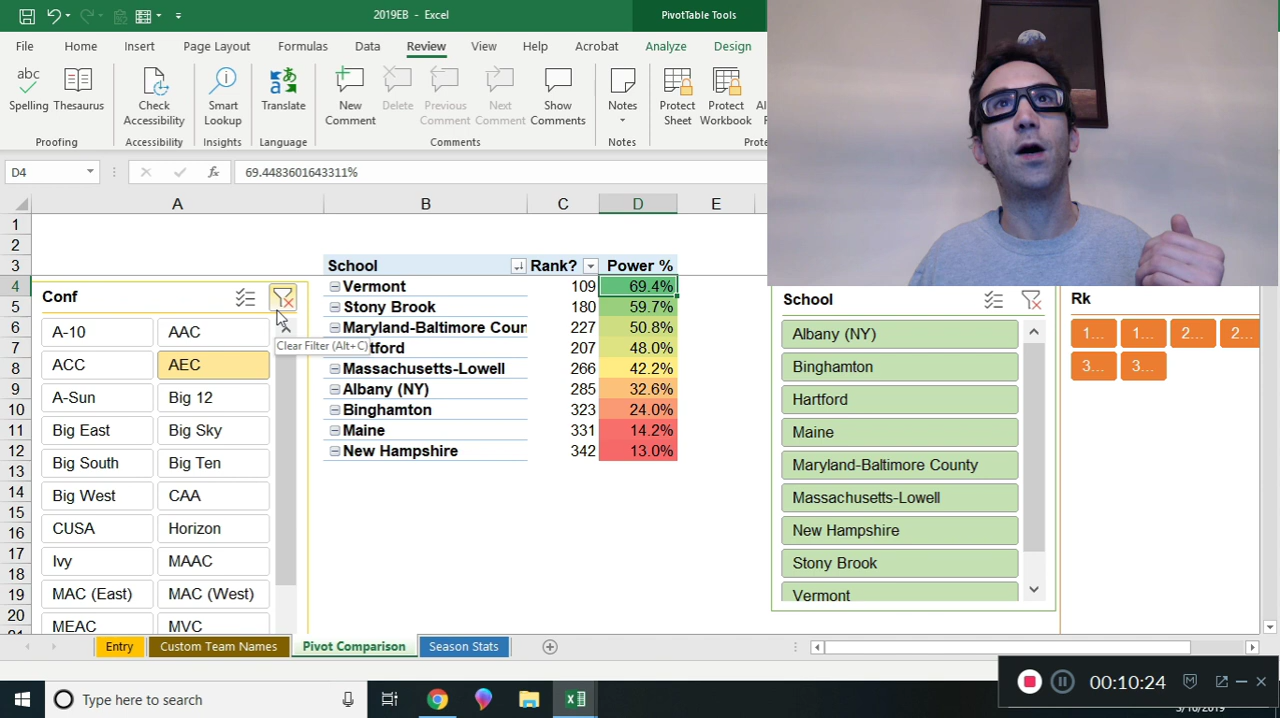 2019EB - Excel
PivotTable Tools
File Home Insert Page Layout Formulas Data Review View Help Acrobat Analyze Design
abc
Spelling Thesaurus Check Accessibility Smart Lookup Translate New Comment Delete Previous Comment Next Comment Show Comments Notes Protect Sheet Protect Workbook
Proofing Accessibility Insights Language Comments Notes
D4 fx 69.4483601643311%
A B C D E
1
2
3 School Rank? Power %
4 Vermont 109 69.4%
5 Stony Brook 180 59.7%
6 Maryland-Baltimore Coun 227 50.8%
7 tford 207 48.0%
8 Massachusetts-Lowell 266 42.2%
9 Albany (NY) 285 32.6%
10 Binghamton 323 24.0%
11 Maine 331 14.2%
12 New Hampshire 342 13.0%
13
14
15
16
17
18
19
20
Conf
Clear Filter (Alt+C)
A-10 AAC
ACC AEC
A-Sun Big 12
Big East Big Sky
Big South Big Ten
Big West CAA
CUSA Horizon
Ivy MAAC
MAC (East) MAC (West)
MEAC MVC
School
Albany (NY)
Binghamton
Hartford
Maine
Maryland-Baltimore County
Massachusetts-Lowell
New Hampshire
Stony Brook
Vermont
Rk
1... 1... 2... 2...
3... 3...
Entry Custom Team Names Pivot Comparison Season Stats
Type here to search
00:10:24